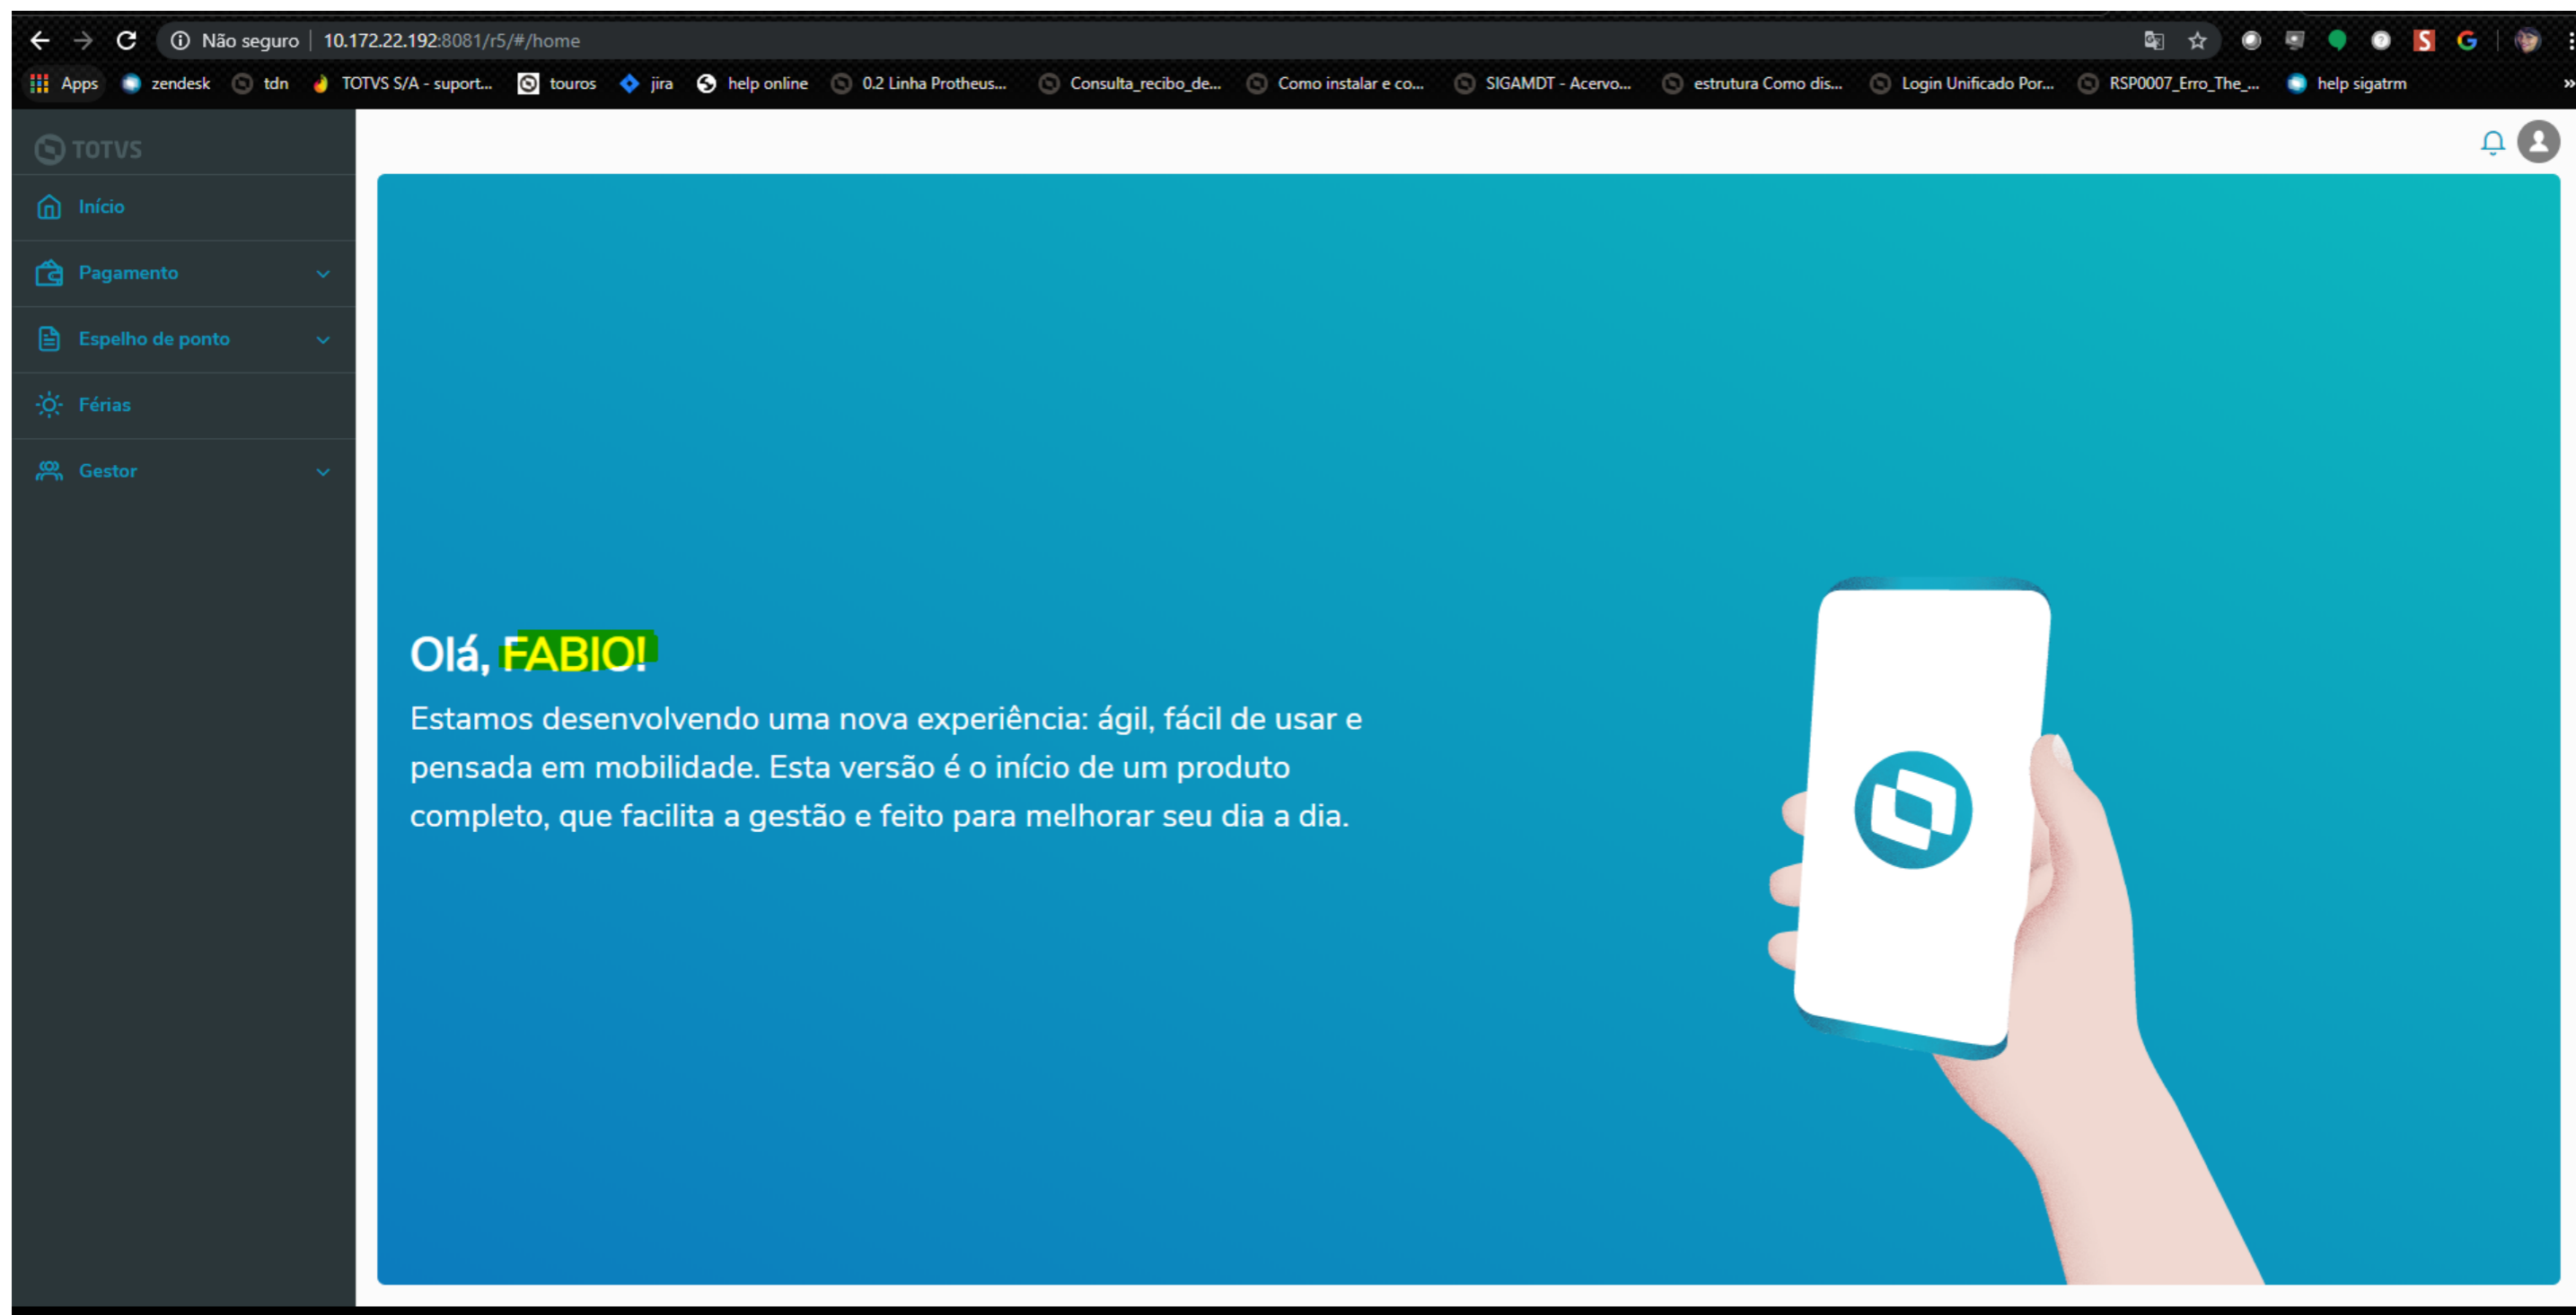 Não seguro | 10.172.22.192:8081/r5/#/home
Apps zendesk tdn TOTVS S/A - suport... touros jira help online 0.2 Linha Protheus... Consulta_recibo_de... Como instalar e co... SIGAMDT - Acervo... estrutura Como dis... Login Unificado Por... RSP0007_Erro_The_... help sigatrm »
TOTVS
Início
Pagamento
Espelho de ponto
Férias
Gestor
Olá, FABIO!
Estamos desenvolvendo uma nova experiência: ágil, fácil de usar e
pensada em mobilidade. Esta versão é o início de um produto
completo, que facilita a gestão e feito para melhorar seu dia a dia.